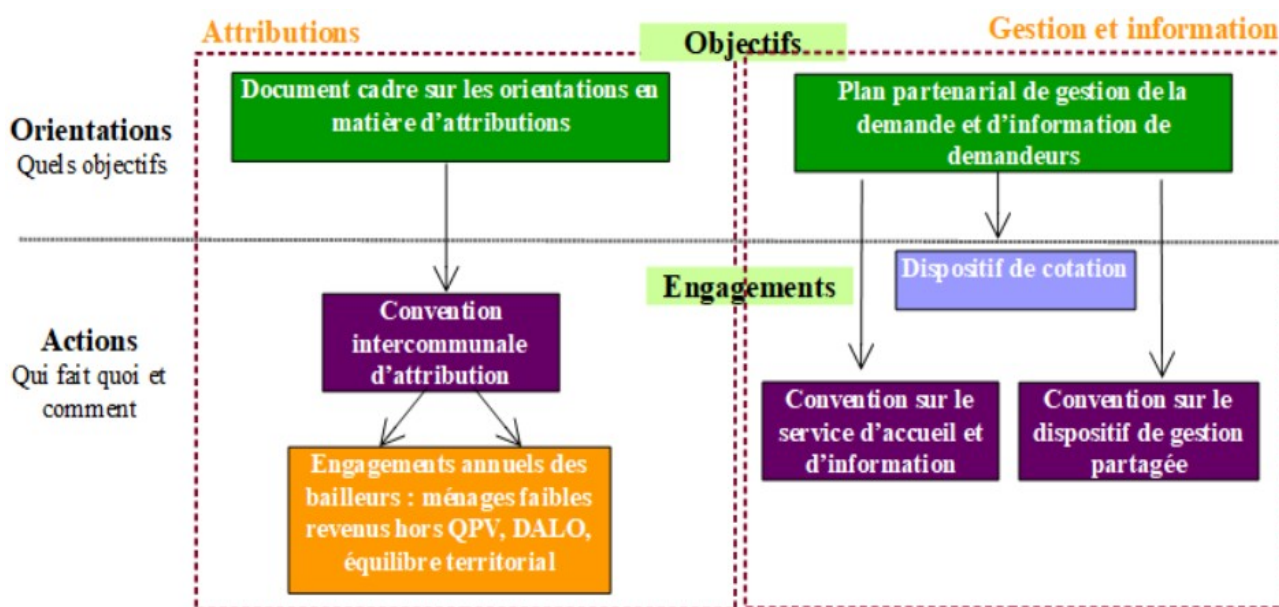 Attributions
Objectifs
Gestion et information
Document cadre sur les orientations en
matière d'attributions
Plan partenarial de gestion de la
demande et d'information de
demandeurs
Orientations
Quels objectifs
Dispositif de cotation
Engagements
Convention
intercommunale
d'attribution
Actions
Qui fait quoi et
comment
Convention sur le
service d'accueil et
d'information
Convention sur le
dispositif de gestion
partagée
Engagements annuels des
bailleurs : ménages faibles
revenus hors QPV, DALO,
équilibre territorial